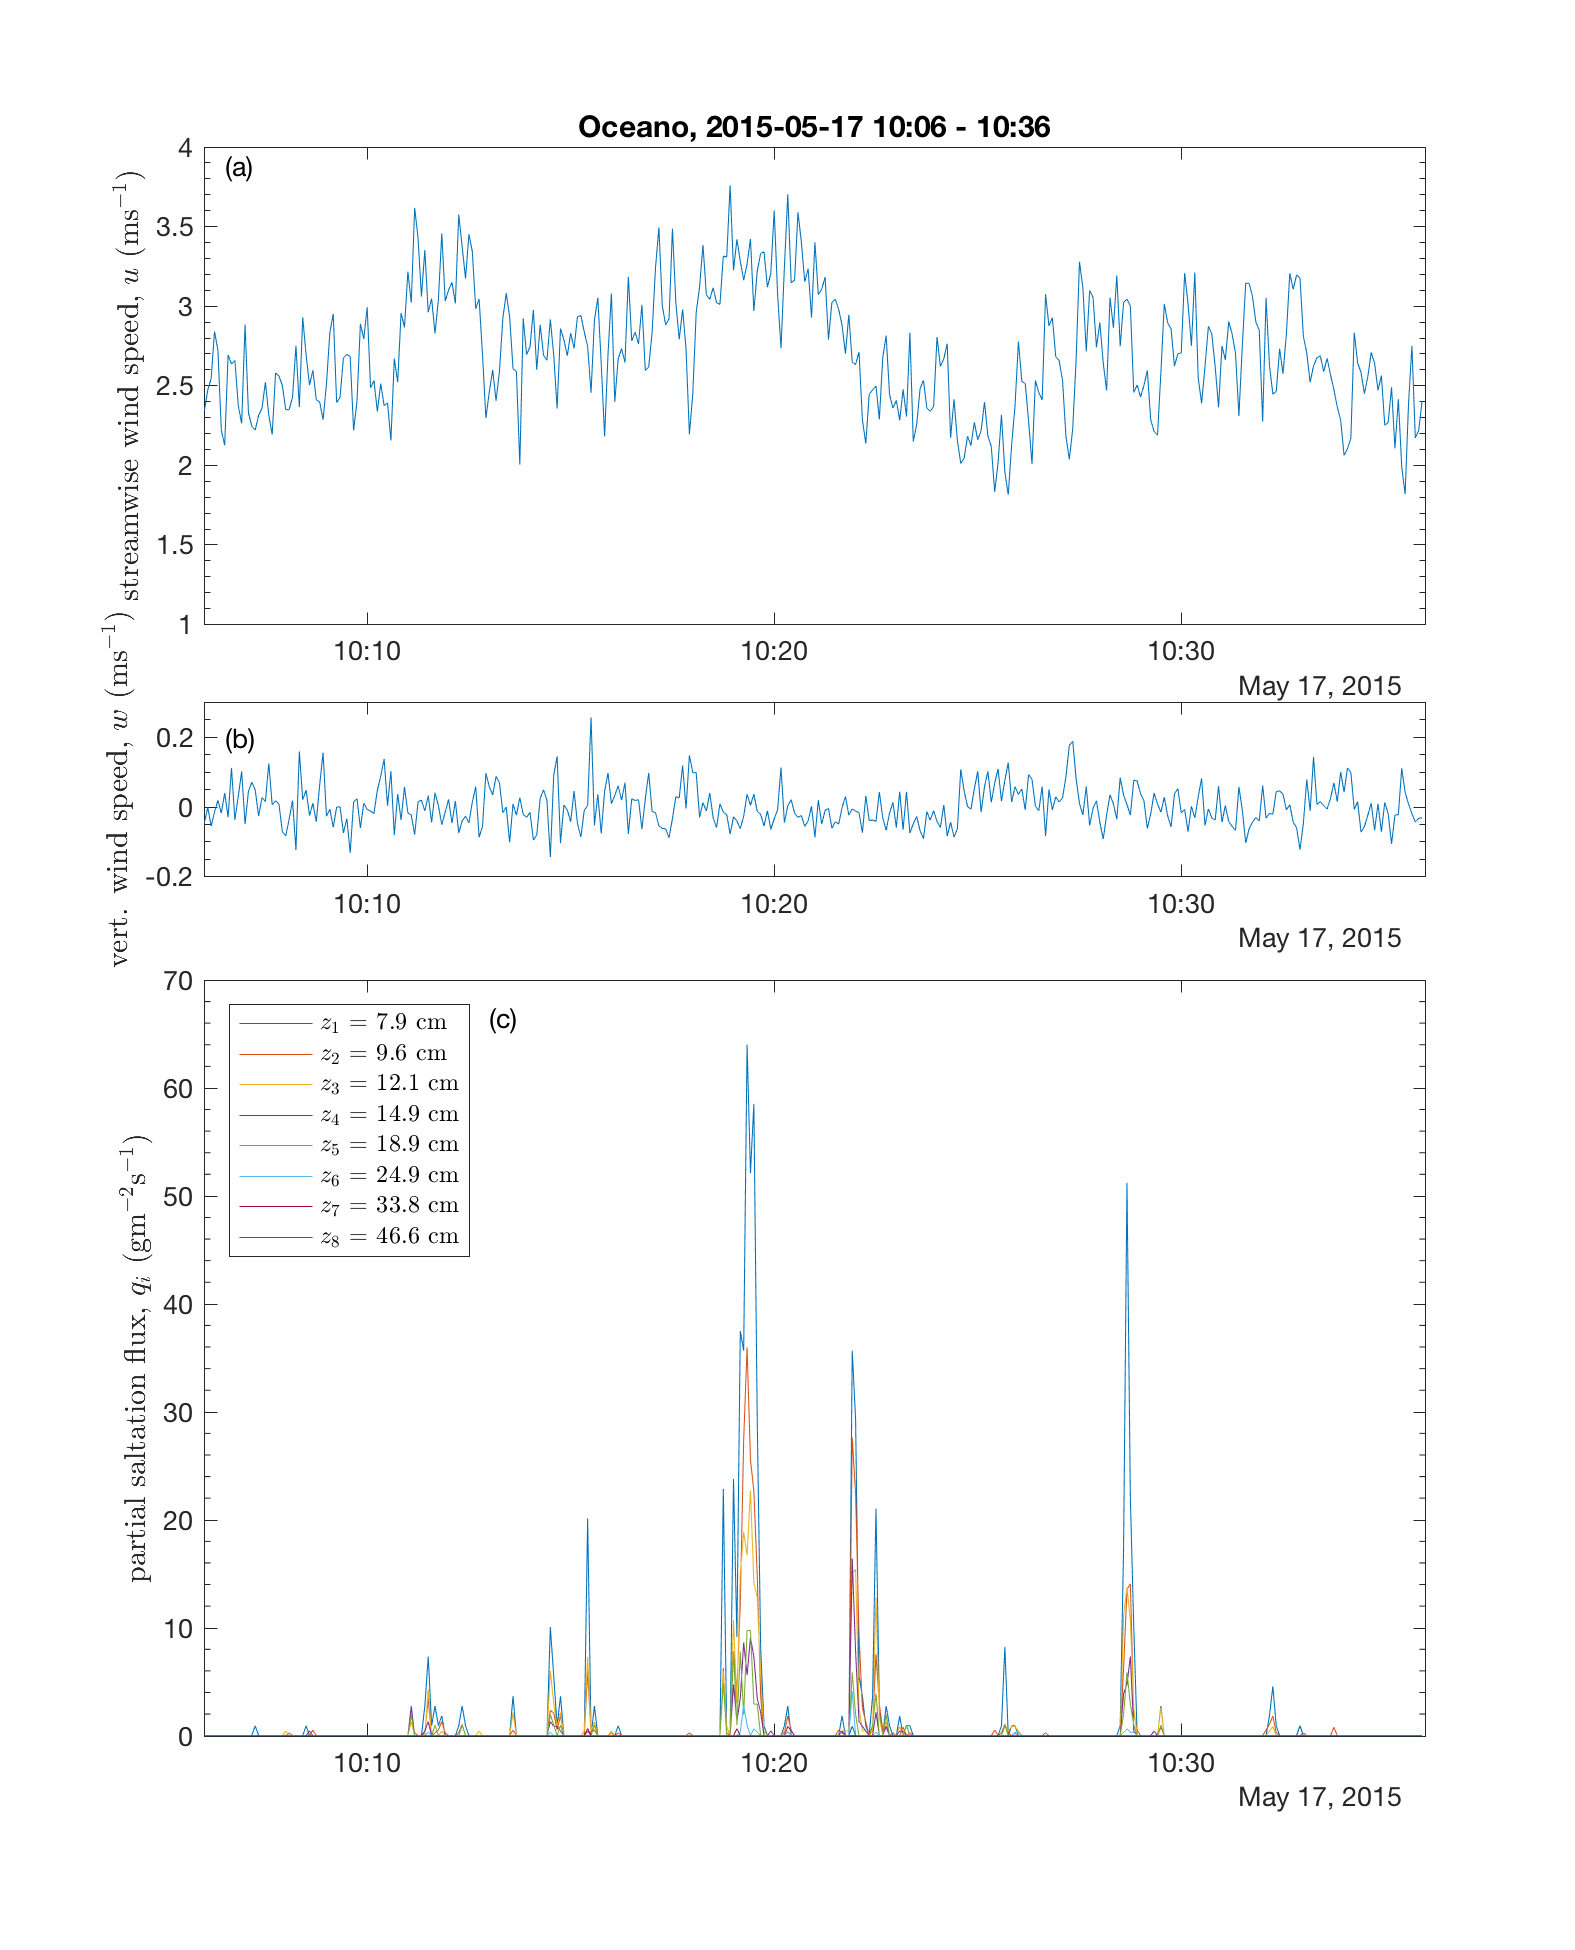 Oceano, 2015-05-17 10:06 - 10:36
(a)
streamwise wind speed, u (ms⁻¹)
4
3.5
3
2.5
2
1.5
1
10:10 10:20 10:30
May 17, 2015
(b)
vert. wind speed, w (ms⁻¹)
0.2
0
-0.2
10:10 10:20 10:30
May 17, 2015
(c)
partial saltation flux, qᵢ (gm⁻²s⁻¹)
70
60
50
40
30
20
10
0
z₁ = 7.9 cm
z₂ = 9.6 cm
z₃ = 12.1 cm
z₄ = 14.9 cm
z₅ = 18.9 cm
z₆ = 24.9 cm
z₇ = 33.8 cm
z₈ = 46.6 cm
10:10 10:20 10:30
May 17, 2015